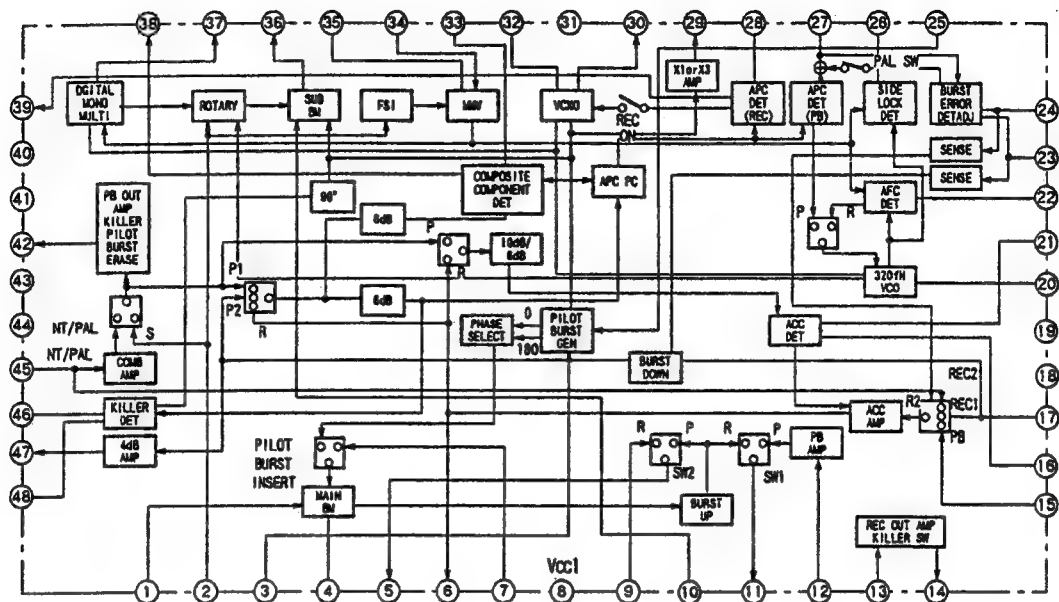 38 37 36 35 34 33 32 31 30 29 28 27 26 25
PAL SW
X1orX3
AMP
39
DGITAL
MONO
MULTI
ROTARY
SUB
BM
FSI
MMV
VCXO
REC
ON
APC
DET
(REC)
APC
DET
(PB)
SIDE
LOCK
DET
BURST
ERROR
DETADJ
24
40
SENSE
23
SENSE
41
PB OUT
AMP
KILLER
PILOT
BURST
ERASE
90°
6dB
COMPOSITE
COMPONENT
DET
APC PC
AFC
DET
22
42
P
R
P
R
21
P1
18dB/
6dB
320fH
VCO
20
43
P2
6dB
44
NT/PAL
S
R
PHASE
SELECT
0
180
PILOT
BURST
GEN
ACC
DET
19
NT/PAL
45
COMB
AMP
BURST
DOWN
REC2
18
46
KILLER
DET
R2
REC1
17
ACC
AMP
PB
47
4dB
AMP
PILOT
BURST
INSERT
R
P
SW2
R
P
SW1
PB
AMP
16
48
MAIN
BM
BURST
UP
15
REC OUT AMP
KILLER SW
Vcc1
1 2 3 4 5 6 7 8 9 10 11 12 13 14